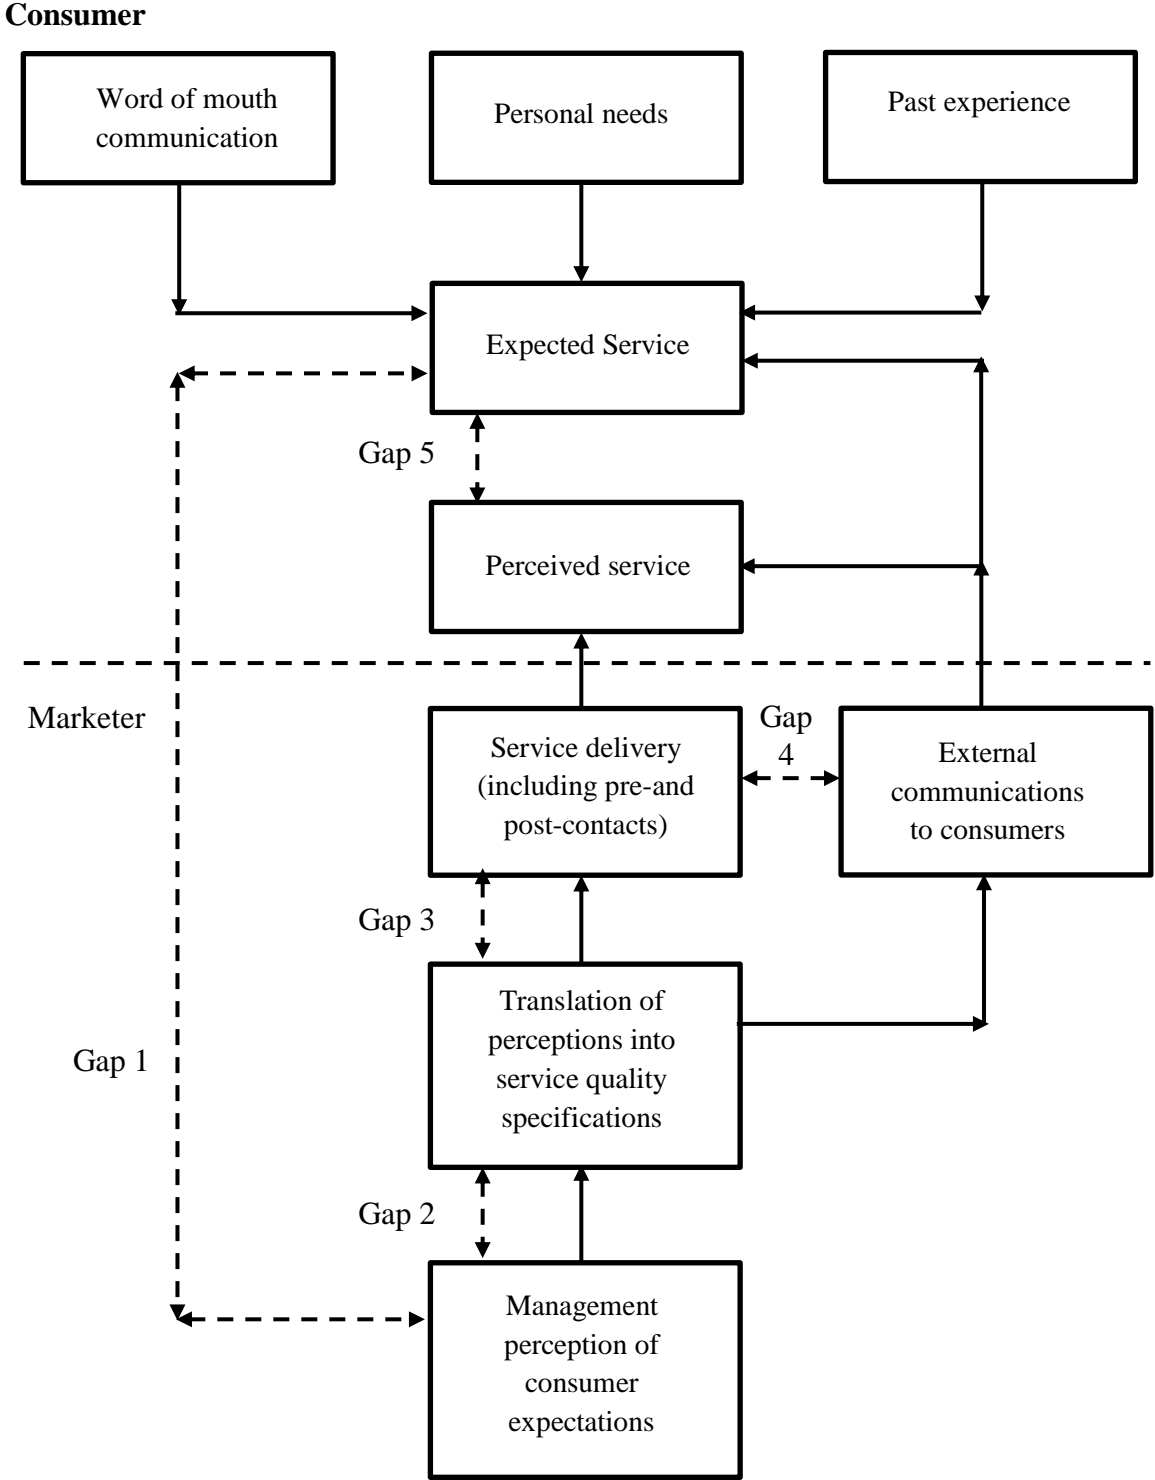 Consumer
Word of mouth
communication
Personal needs
Past experience
Expected Service
Gap 5
Perceived service
Marketer
Service delivery
(including pre-and
post-contacts)
Gap
4
External
communications
to consumers
Gap 3
Translation of
perceptions into
service quality
specifications
Gap 1
Gap 2
Management
perception of
consumer
expectations